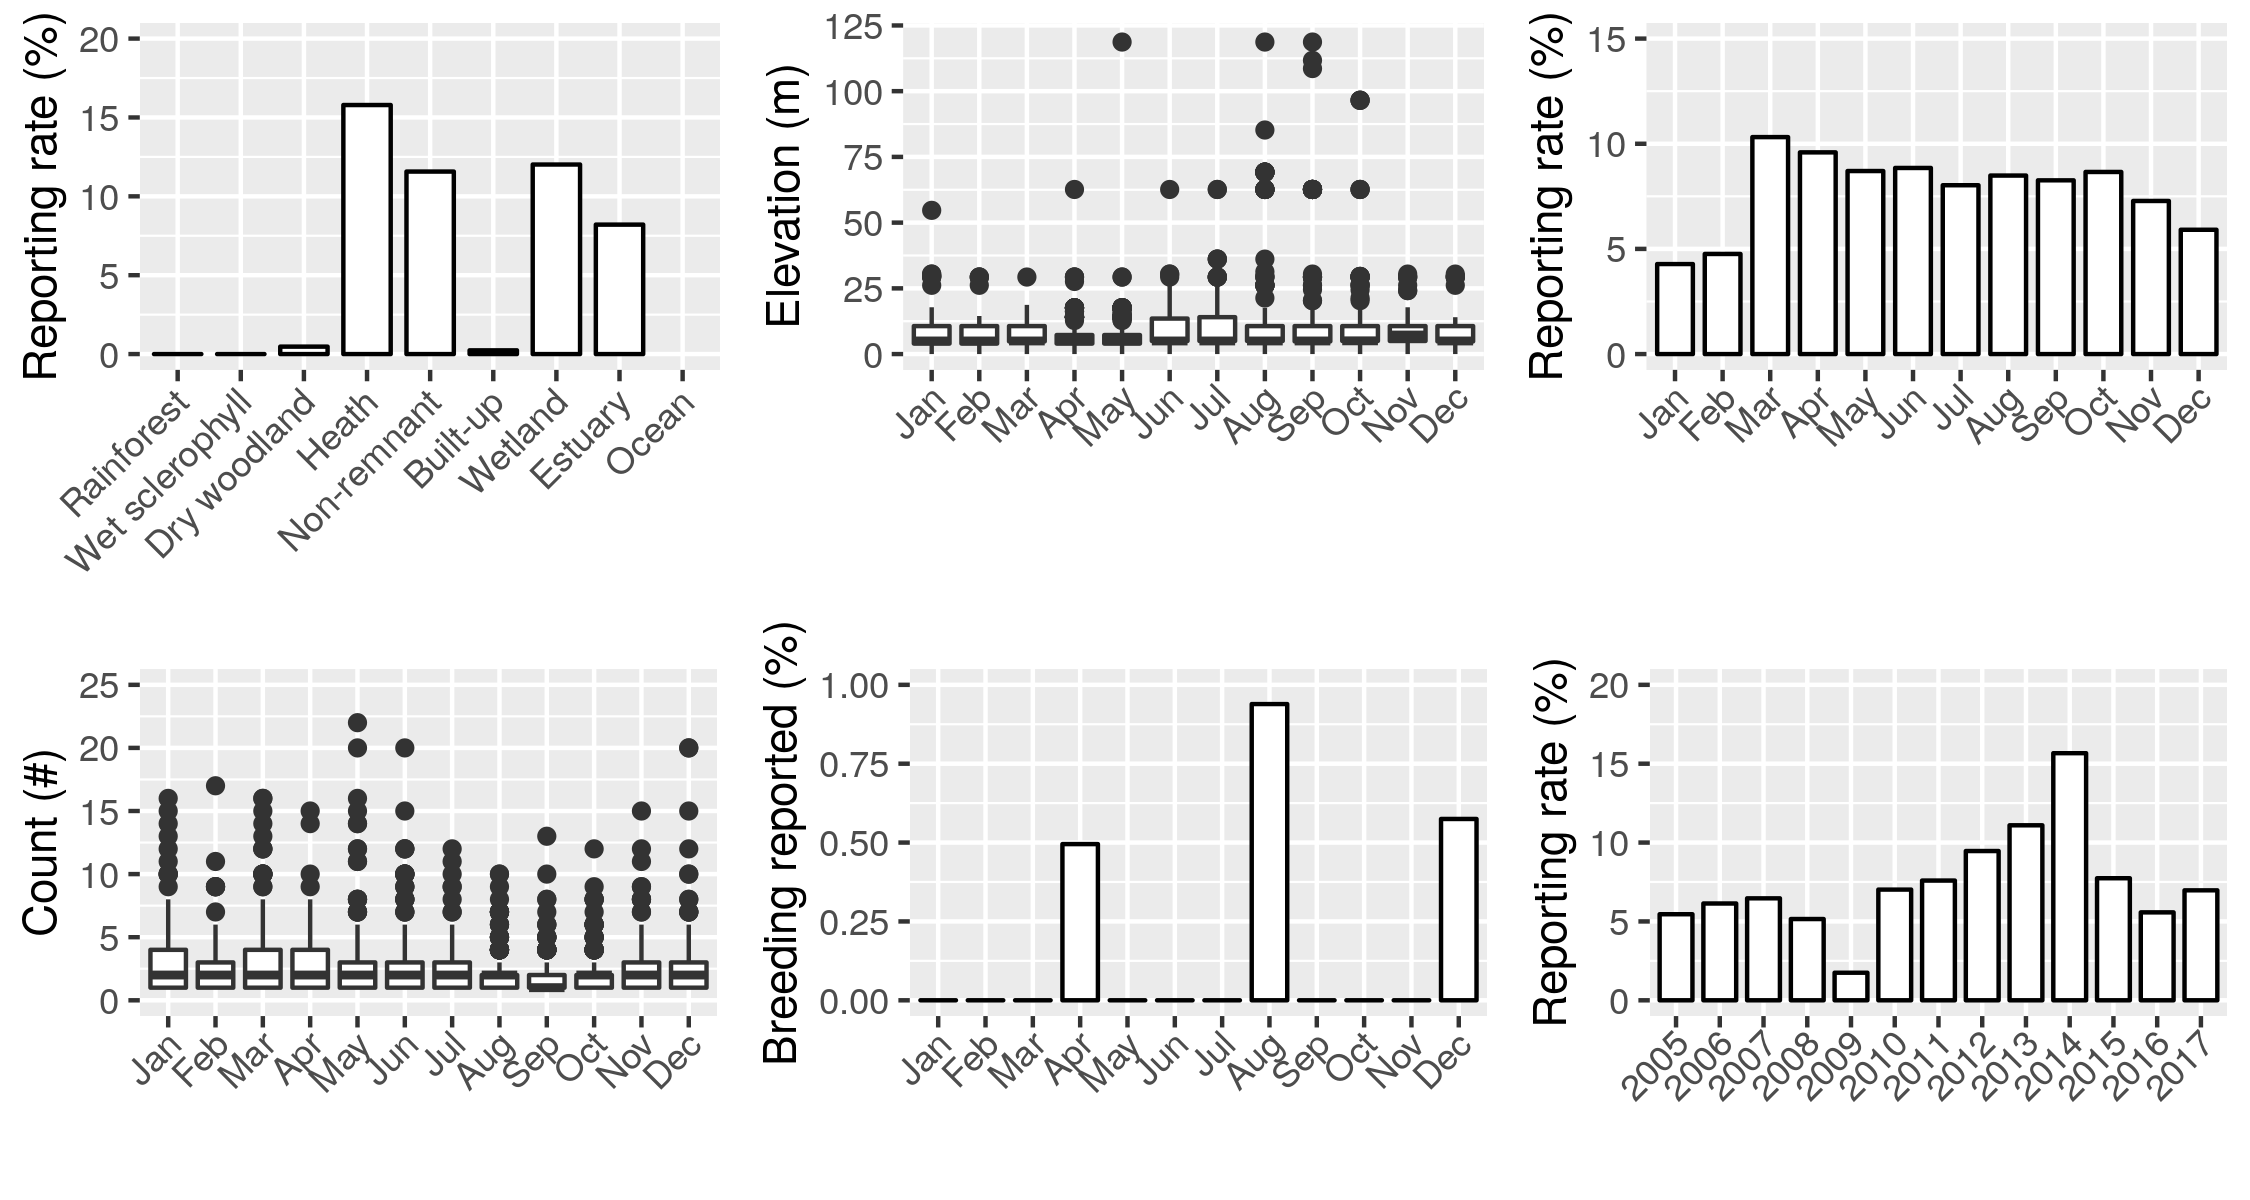 Reporting rate (%)
20
15
10
5
0
Rainforest
Wet sclerophyll
Dry woodland
Heath
Non-remnant
Built-up
Wetland
Estuary
Ocean
Elevation (m)
125
100
75
50
25
0
Jan
Feb
Mar
Apr
May
Jun
Jul
Aug
Sep
Oct
Nov
Dec
Reporting rate (%)
15
10
5
0
Jan
Feb
Mar
Apr
May
Jun
Jul
Aug
Sep
Oct
Nov
Dec
Count (#)
25
20
15
10
5
0
Jan
Feb
Mar
Apr
May
Jun
Jul
Aug
Sep
Oct
Nov
Dec
Breeding reported (%)
1.00
0.75
0.50
0.25
0.00
Jan
Feb
Mar
Apr
May
Jun
Jul
Aug
Sep
Oct
Nov
Dec
Reporting rate (%)
20
15
10
5
0
2005
2006
2007
2008
2009
2010
2011
2012
2013
2014
2015
2016
2017